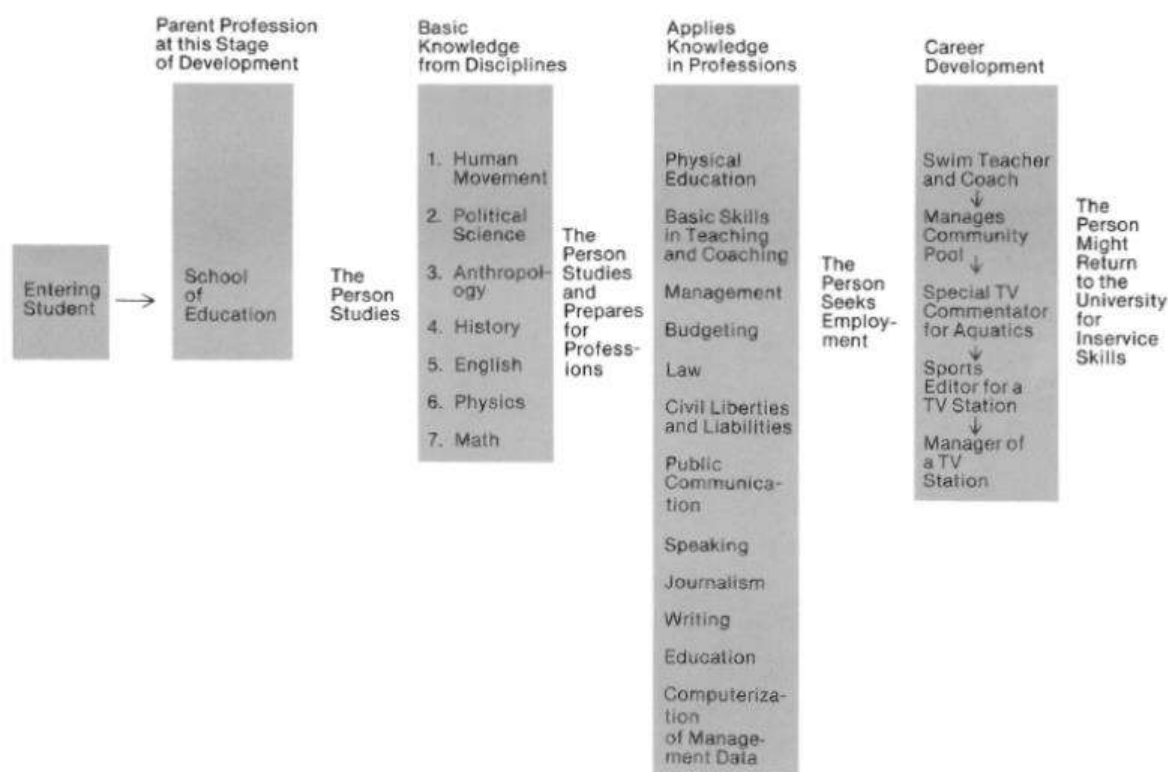 Parent Profession
at this Stage
of Development
Basic
Knowledge
from Disciplines
Applies
Knowledge
in Professions
Career
Development
Entering
Student
School
of
Education
The
Person
Studies
1. Human
Movement
2. Political
Science
3. Anthropol-
ogy
4. History
5. English
6. Physics
7. Math
The
Person
Studies
and
Prepares
for
Profess-
ions
Physical
Education
Basic Skills
in Teaching
and Coaching
Management
Budgeting
Law
Civil Liberties
and Liabilities
Public
Communica-
tion
Speaking
Journalism
Writing
Education
Computeriza-
tion
of Manage-
ment Data
The
Person
Seeks
Employ-
ment
Swim Teacher
and Coach
Manages
Community
Pool
Special TV
Commentator
for Aquatics
Sports
Editor for a
TV Station
Manager of
a TV
Station
The
Person
Might
Return
to the
University
for
Inservice
Skills